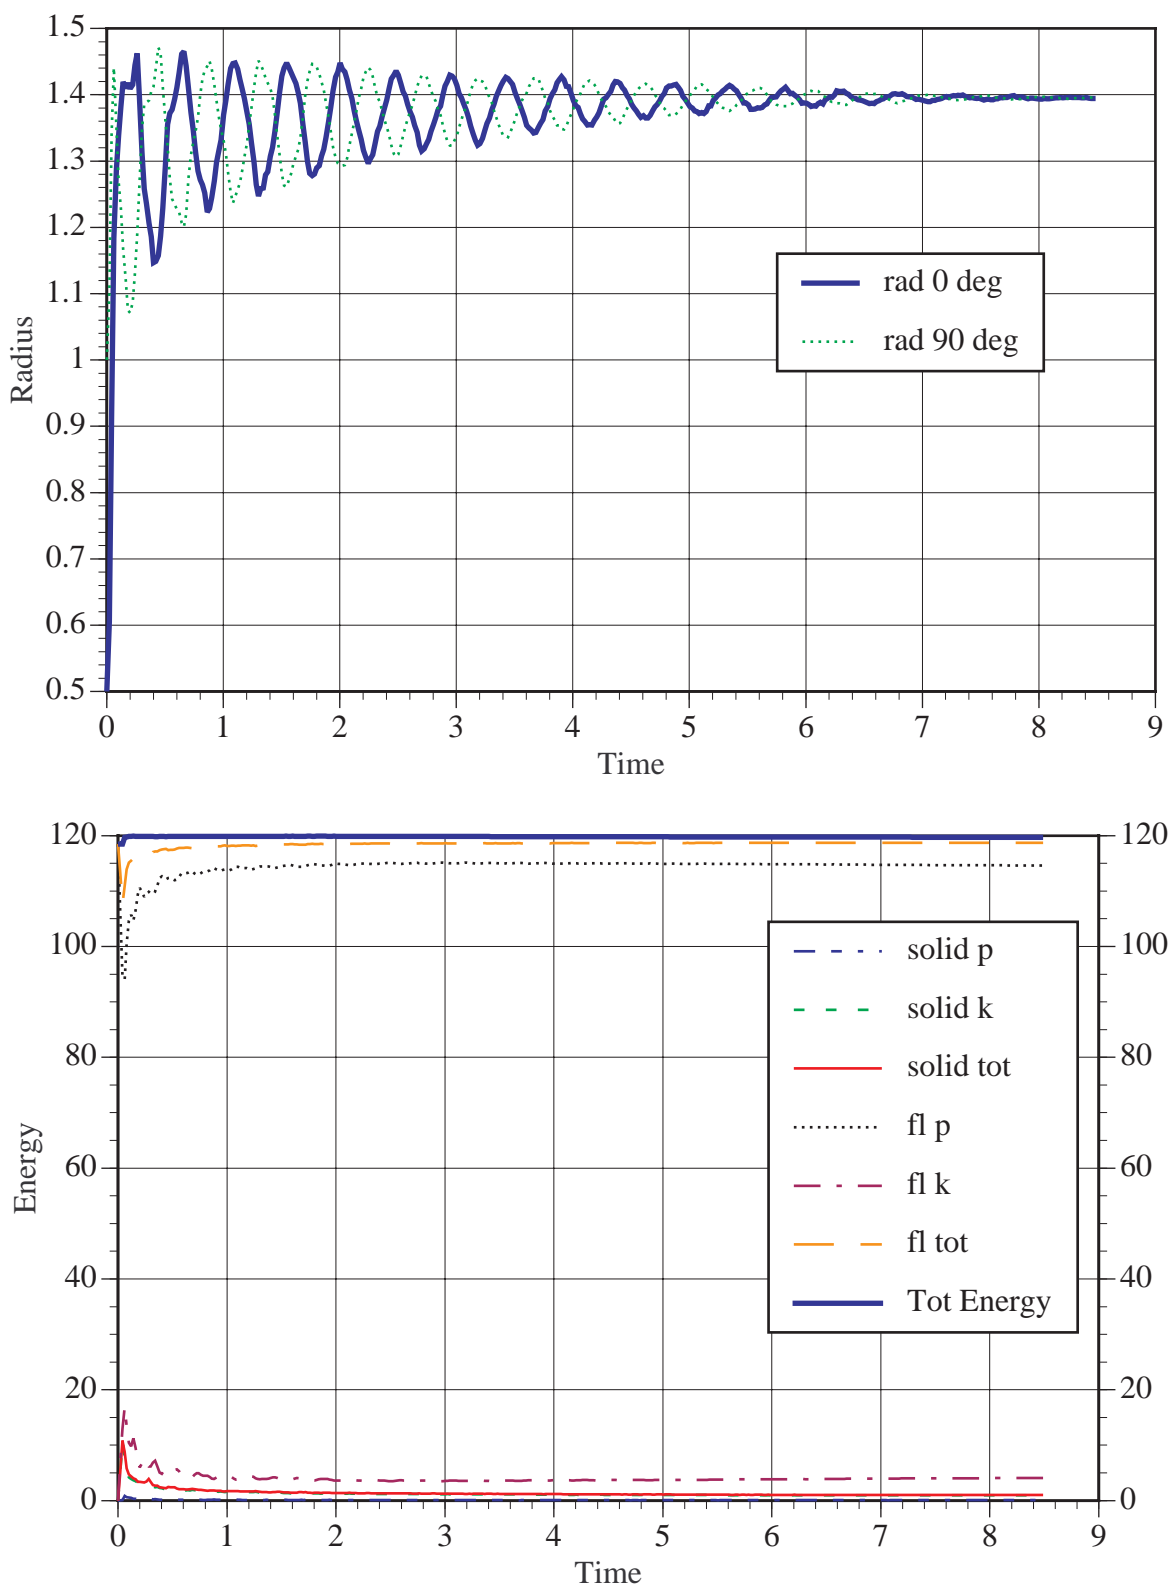 1.5
1.4
1.3
1.2
1.1
1
0.9
0.8
0.7
0.6
0.5
Radius
rad 0 deg
rad 90 deg
0 1 2 3 4 5 6 7 8 9
Time
120 120
100 100
80 80
60 60
40 40
20 20
0 0
Energy
solid p
solid k
solid tot
fl p
fl k
fl tot
Tot Energy
0 1 2 3 4 5 6 7 8 9
Time